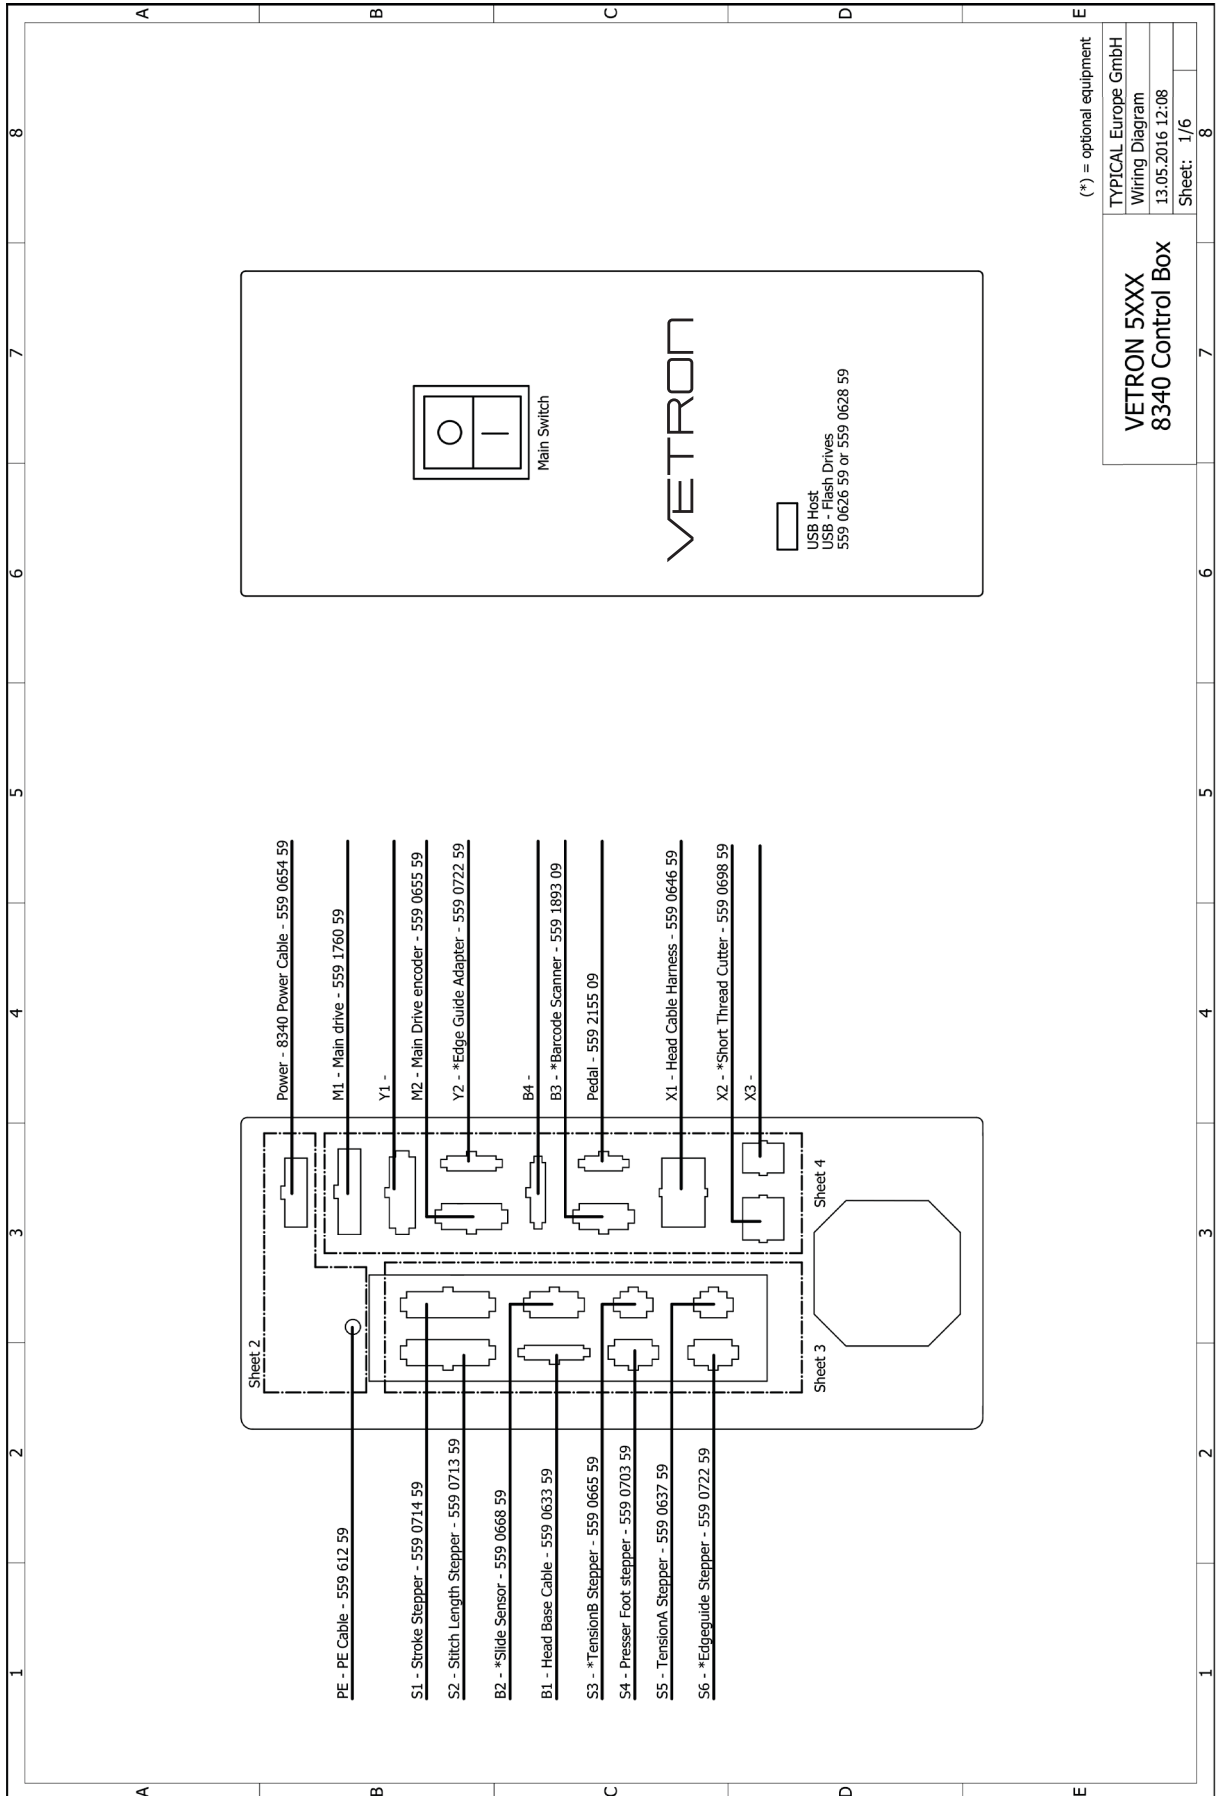 1
2
3
4
5
6
7
8
A
B
C
D
E
PE - PE Cable - 559 612 59
S1 - Stroke Stepper - 559 0714 59
S2 - Stitch Length Stepper - 559 0713 59
B2 - *Slide Sensor - 559 0668 59
B1 - Head Base Cable - 559 0633 59
S3 - *TensionB Stepper - 559 0665 59
S4 - Presser Foot stepper - 559 0703 59
S5 - TensionA Stepper - 559 0637 59
S6 - *Edgeguide Stepper - 559 0722 59
Sheet 2
Sheet 3
Sheet 4
Power - 8340 Power Cable - 559 0654 59
M1 - Main drive - 559 1760 59
Y1 -
M2 - Main Drive encoder - 559 0655 59
Y2 - *Edge Guide Adapter - 559 0722 59
B4 -
B3 - *Barcode Scanner - 559 1893 09
Pedal - 559 2155 09
X1 - Head Cable Harness - 559 0646 59
X2 - *Short Thread Cutter - 559 0698 59
X3 -
Main Switch
VETRON
USB Host
USB - Flash Drives
559 0626 59 or 559 0628 59
(*) = optional equipment
VETRON 5XXX
8340 Control Box
TYPICAL Europe GmbH
Wiring Diagram
13.05.2016 12:08
Sheet: 1/6
A
B
C
D
E
1
2
3
4
5
6
7
8